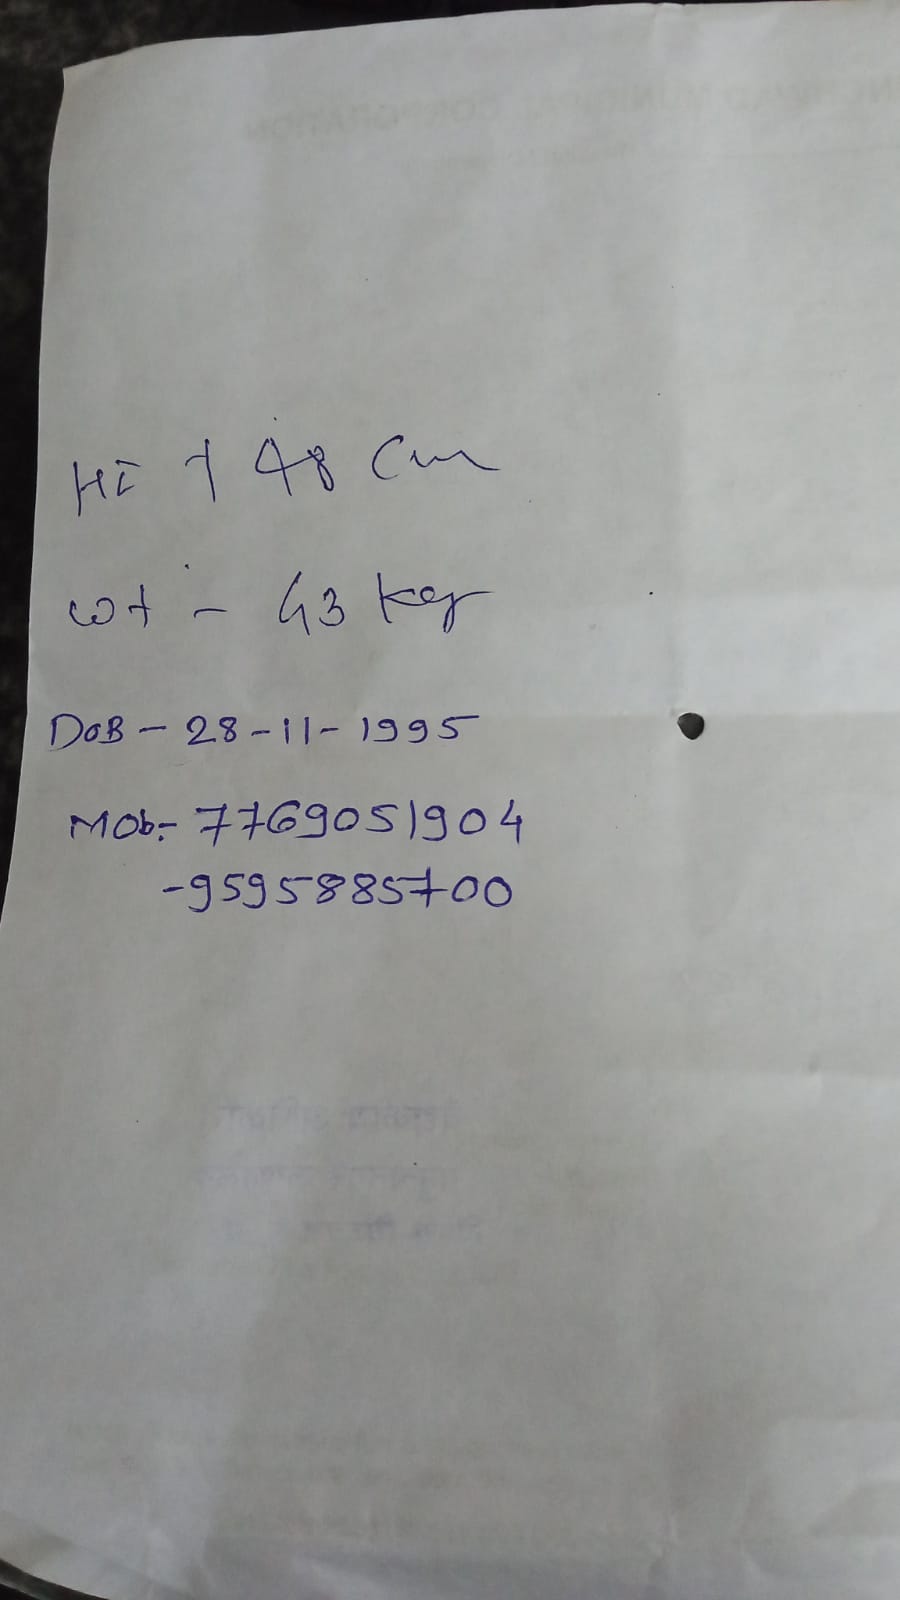 Ht 148 cm
wt - 43 kg
DOB - 28-11-1995
Mob:- 7769051904
- 9595885700